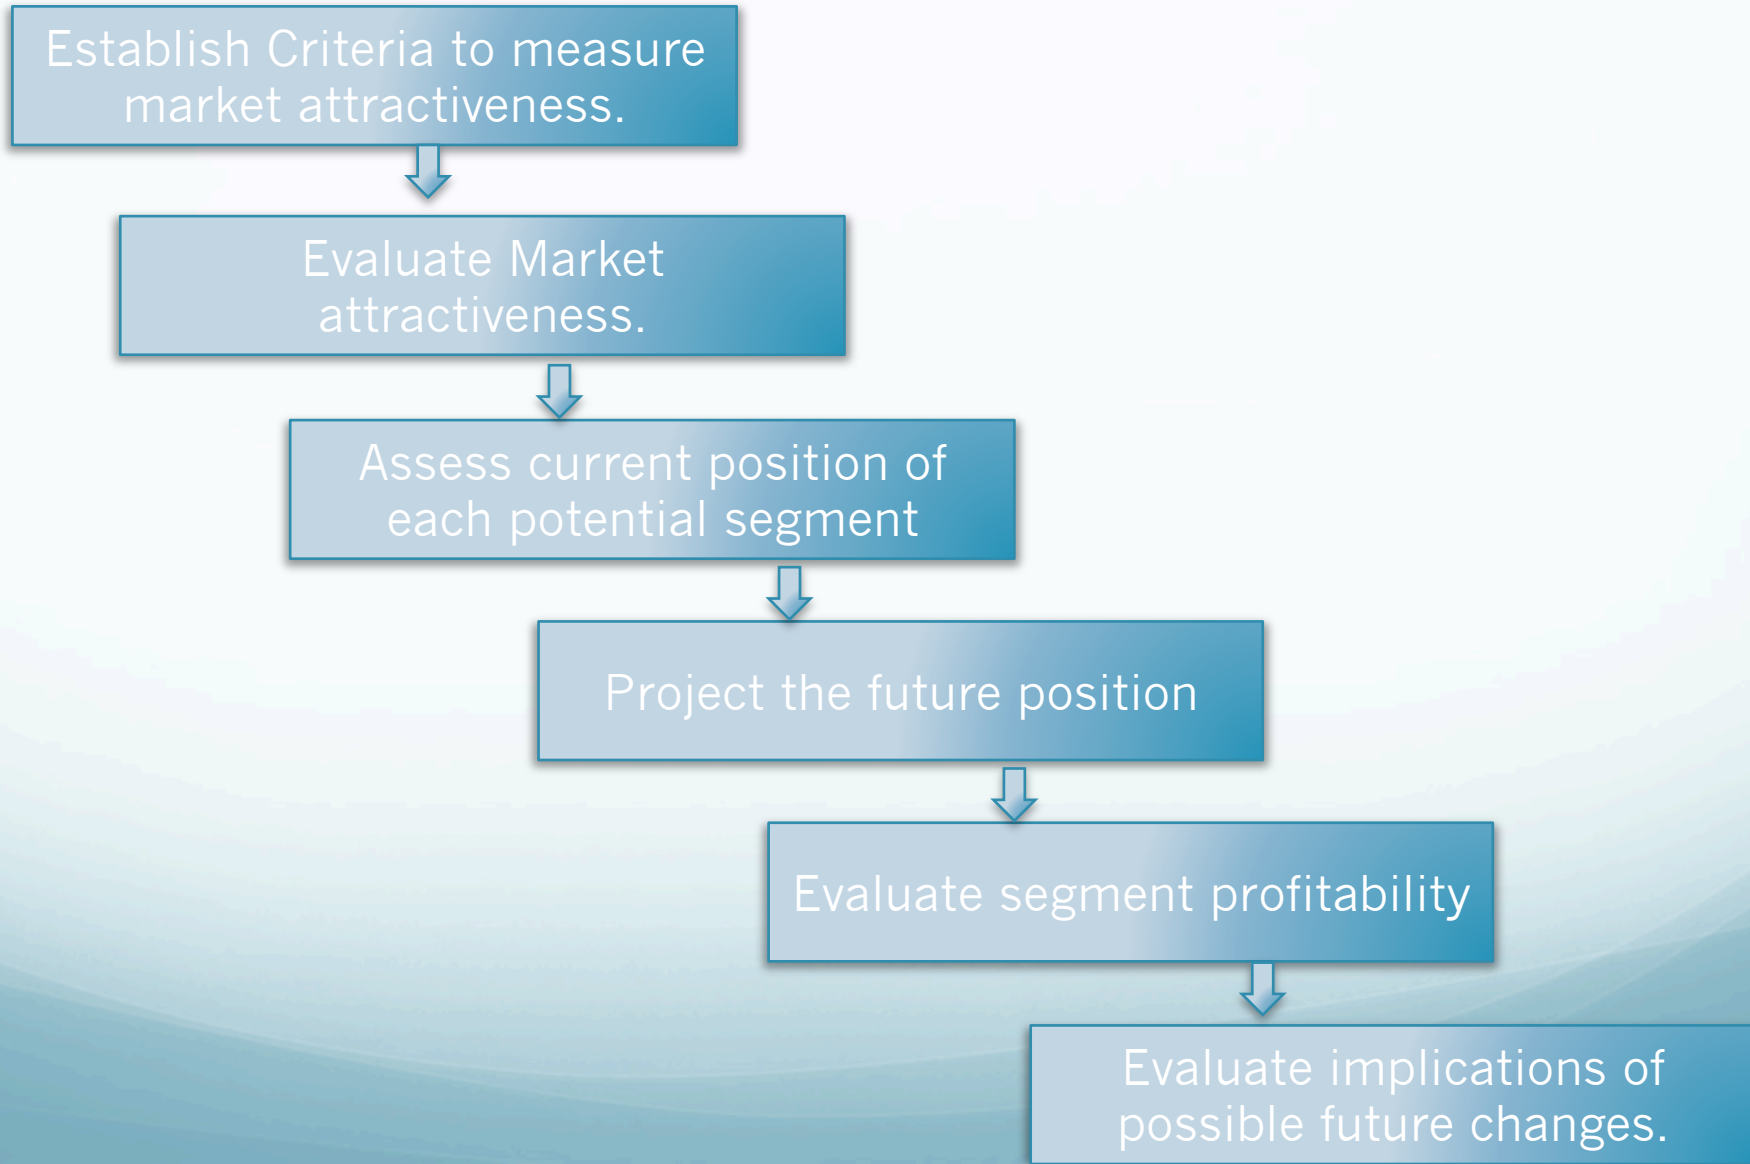 Establish Criteria to measure
market attractiveness.
Evaluate Market
attractiveness.
Assess current position of
each potential segment
Project the future position
Evaluate segment profitability
Evaluate implications of
possible future changes.